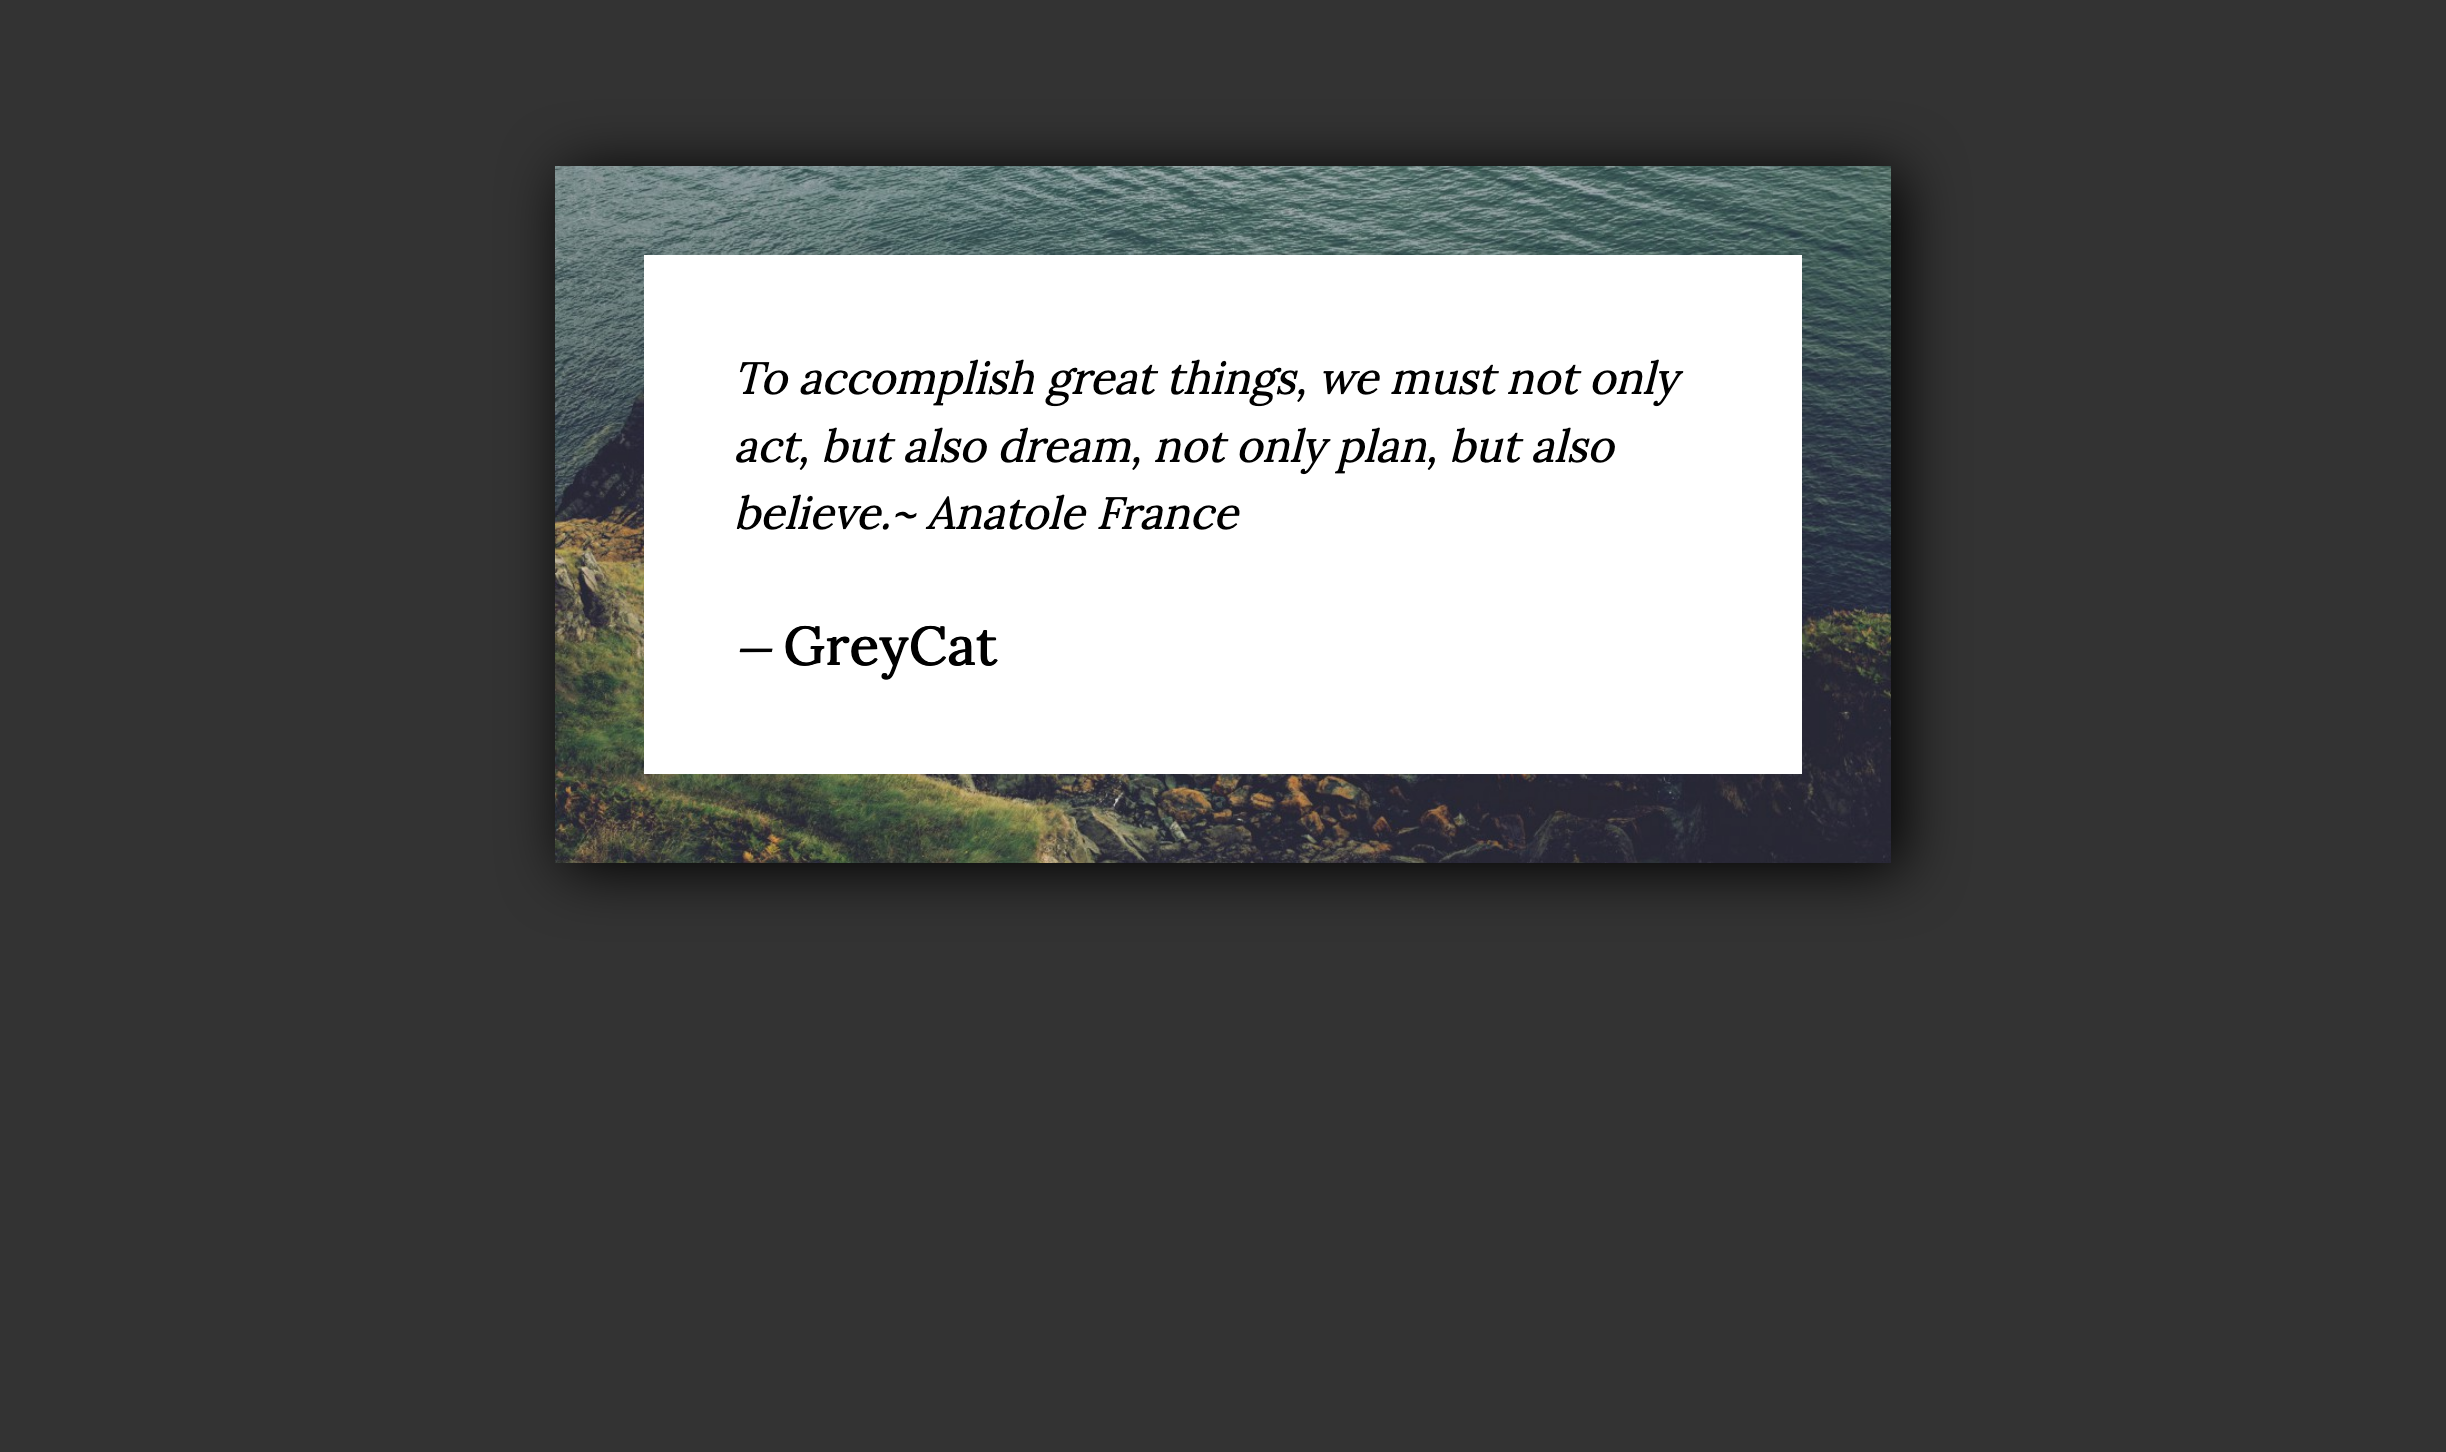 To accomplish great things, we must not only
act, but also dream, not only plan, but also
believe.~ Anatole France
— GreyCat